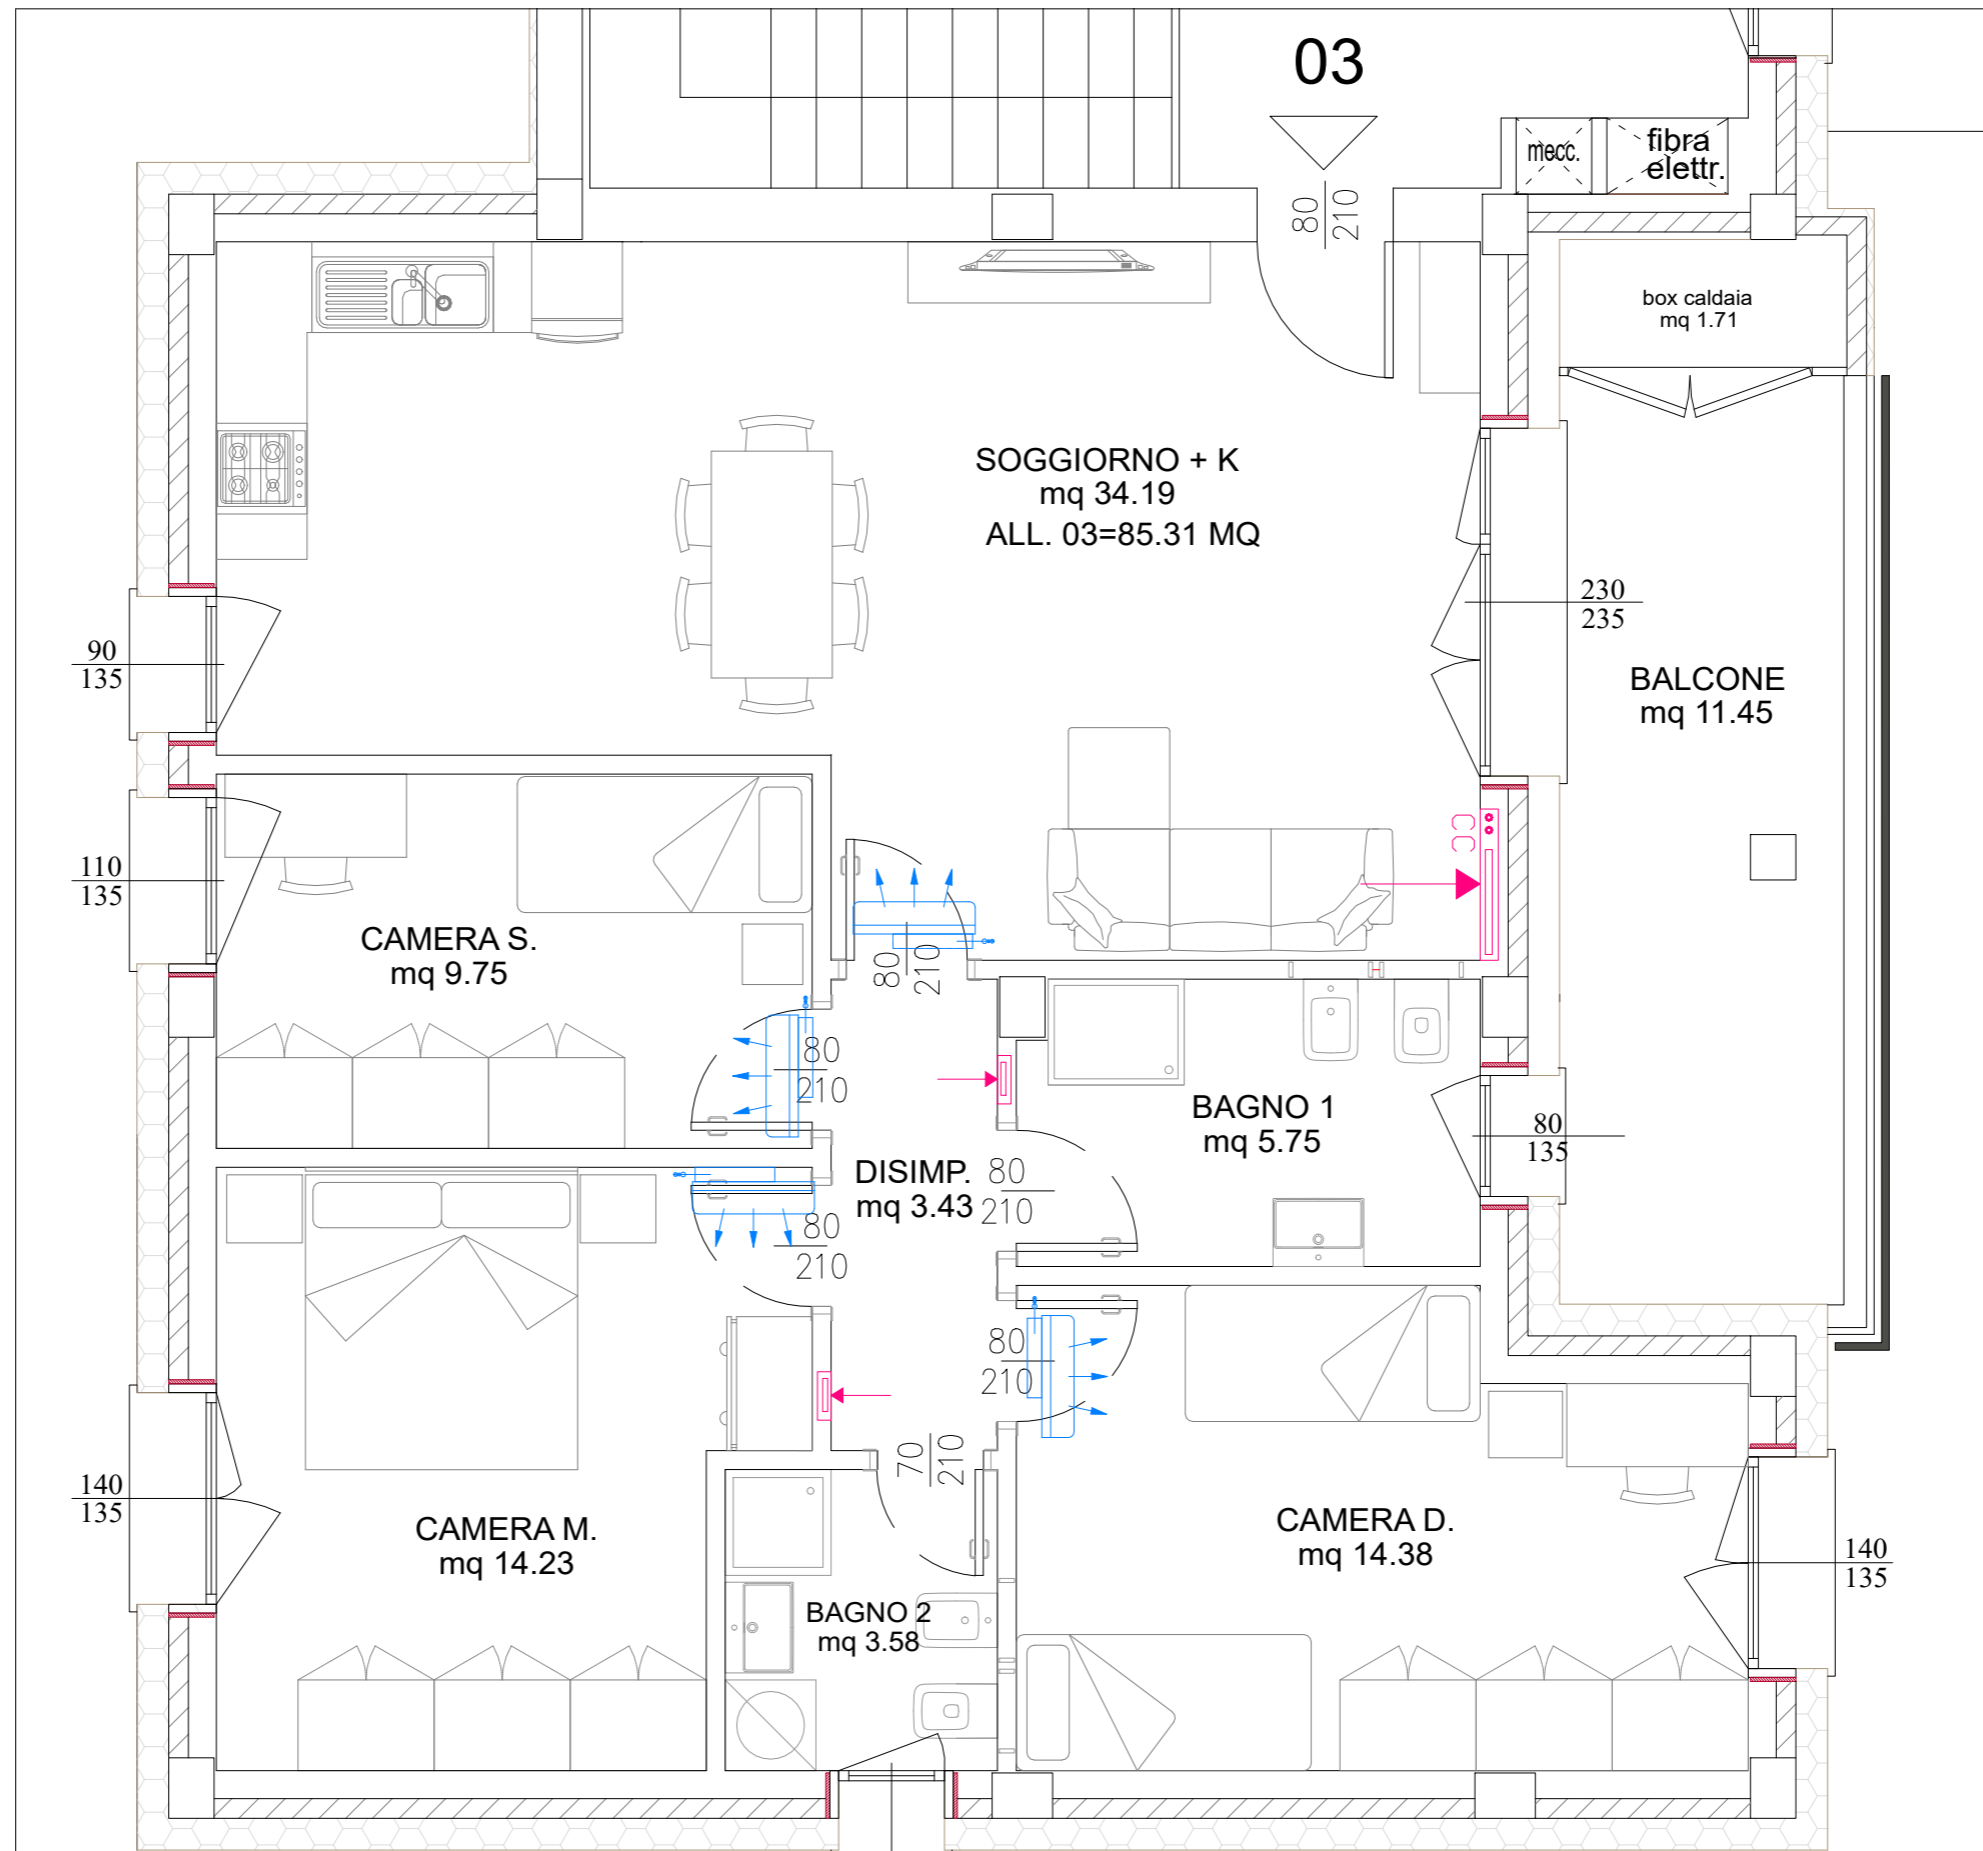 03
mecc.
fibra
elettr.
80
210
box caldaia
mq 1.71
SOGGIORNO + K
mq 34.19
ALL. 03=85.31 MQ
230
235
90
135
BALCONE
mq 11.45
110
135
CC
CAMERA S.
mq 9.75
80
210
80
210
BAGNO 1
mq 5.75
80
135
DISIMP.
mq 3.43
80
210
80
210
80
210
70
210
140
135
CAMERA M.
mq 14.23
CAMERA D.
mq 14.38
140
135
BAGNO 2
mq 3.58